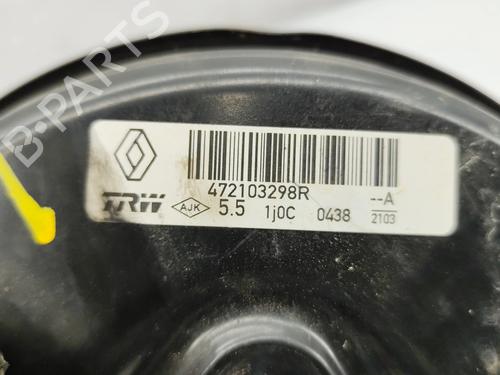 B-PARTS
472103298R
--A
TRW AJK 5.5 1j0C 0438 2103